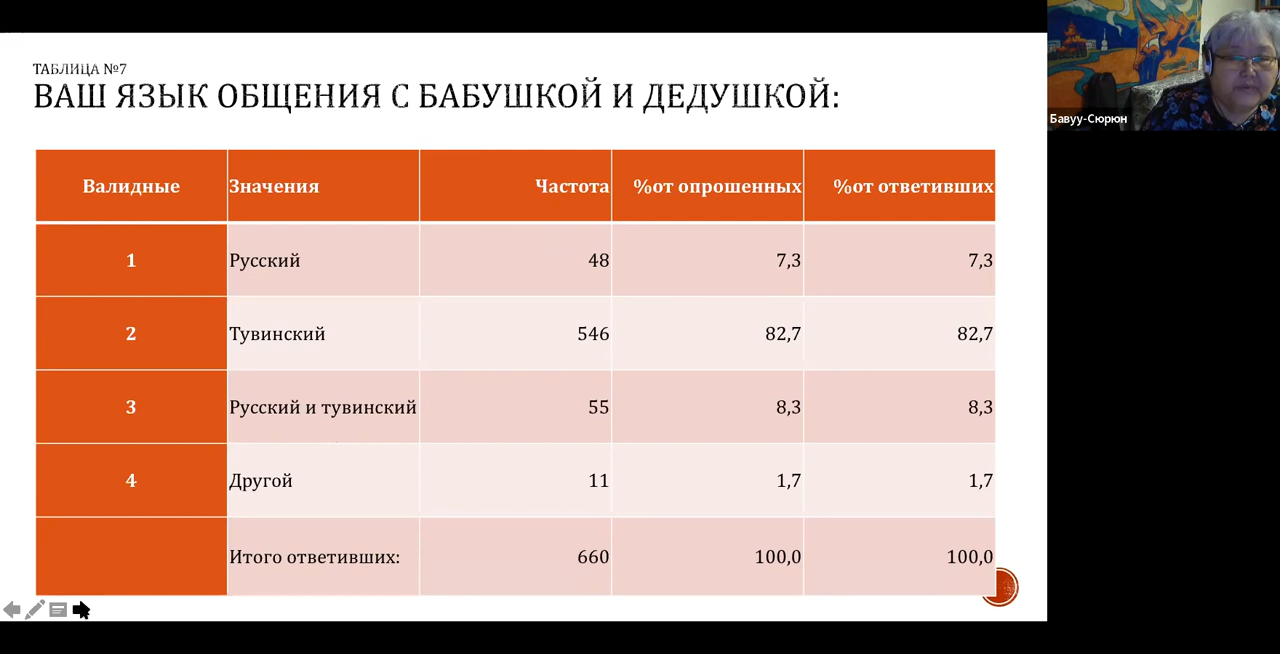 ТАБЛИЦА №7
ВАШ ЯЗЫК ОБЩЕНИЯ С БАБУШКОЙ И ДЕДУШКОЙ:
Валидные Значения Частота %от опрошенных %от ответивших
1 Русский 48 7,3 7,3
2 Тувинский 546 82,7 82,7
3 Русский и тувинский 55 8,3 8,3
4 Другой 11 1,7 1,7
Итого ответивших: 660 100,0 100,0
Бавуу-Сюрюн